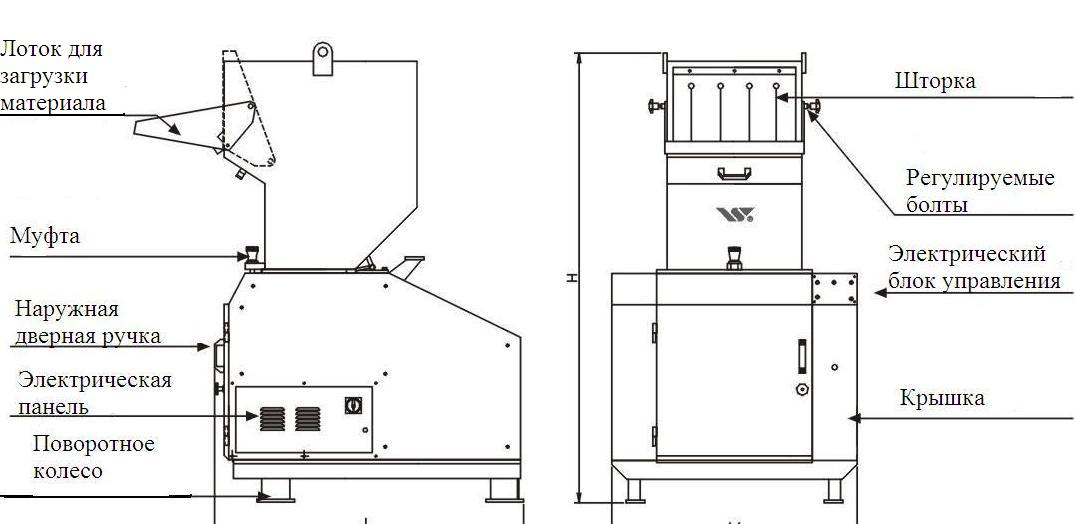 Лоток для
загрузки
материала
Муфта
Наружная
дверная ручка
Электрическая
панель
Поворотное
колесо
H
Шторка
Регулируемые
болты
Электрический
блок управления
Крышка